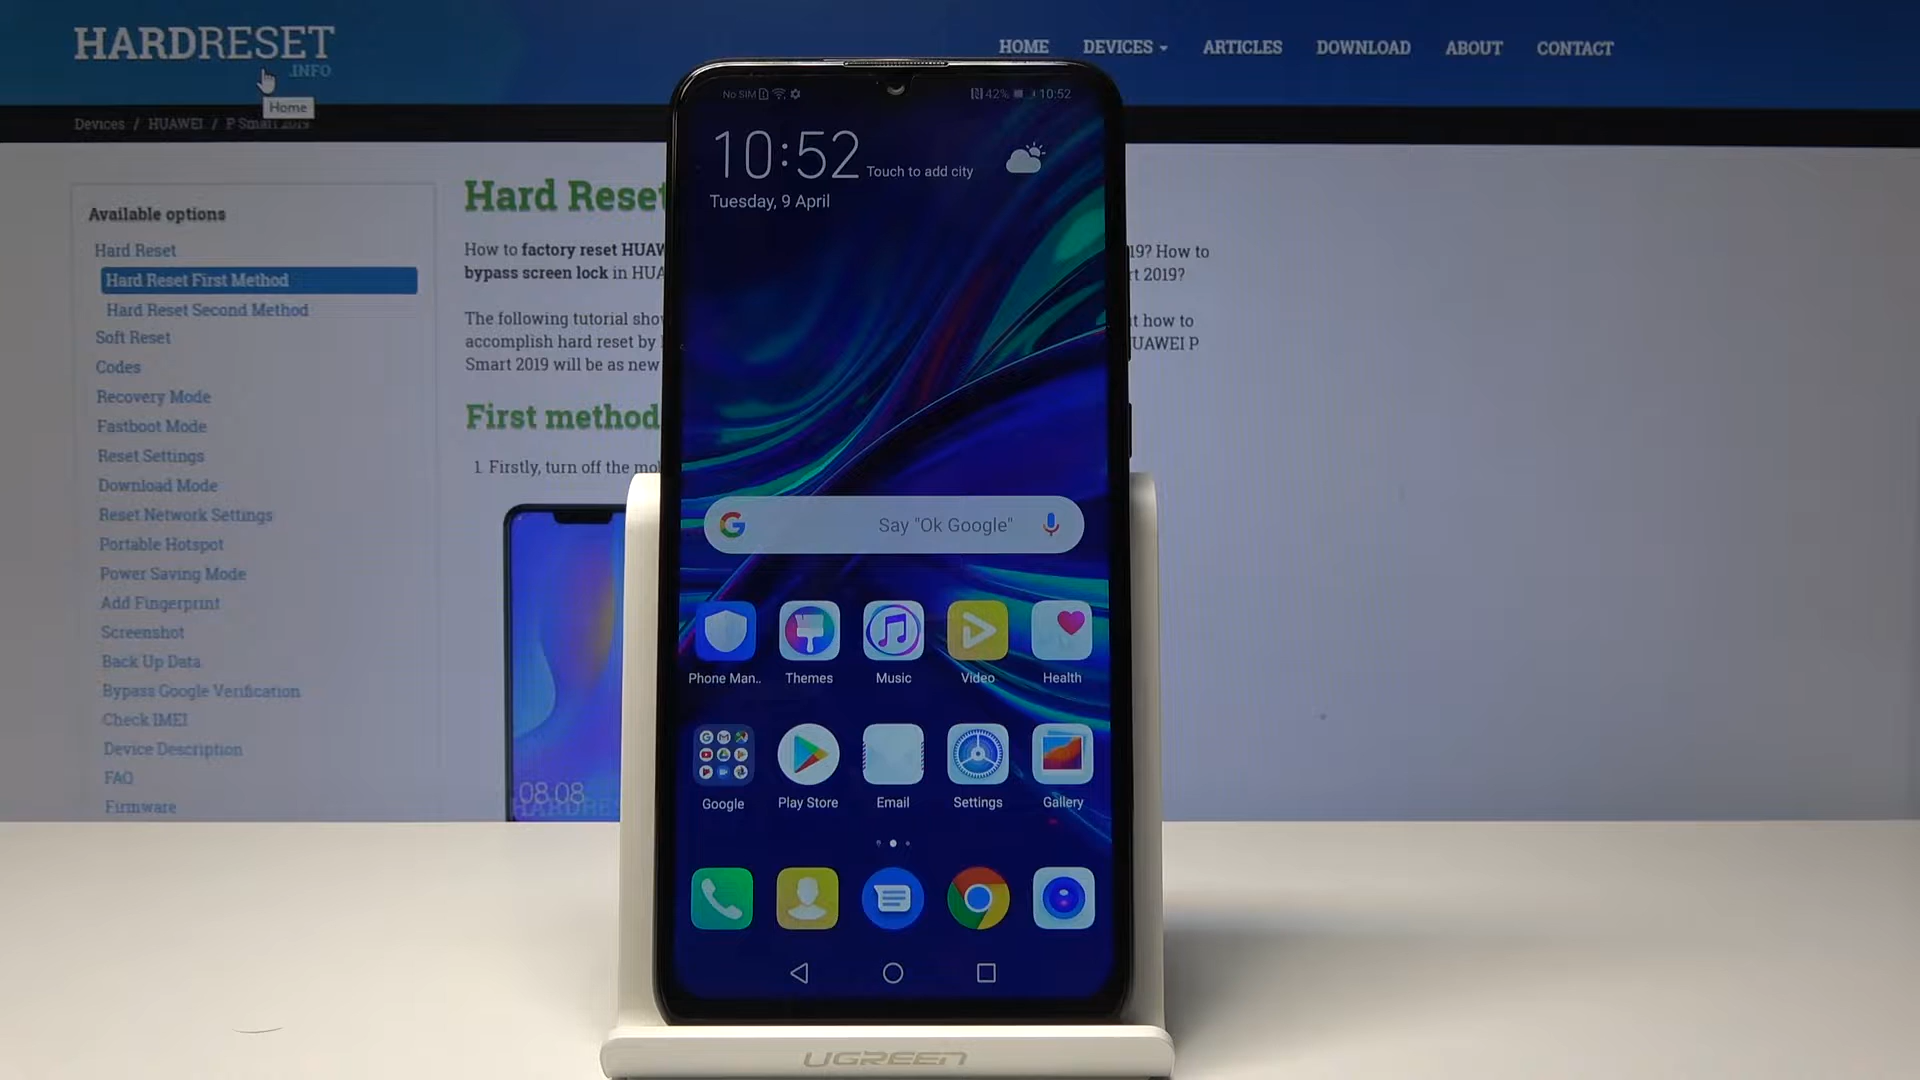 HARDRESET
.INFO
Home
HOME DEVICES ARTICLES DOWNLOAD ABOUT CONTACT
Devices / HUAWEI / P Smart 2019
Available options
Hard Reset
Hard Reset First Method
Hard Reset Second Method
Soft Reset
Codes
Recovery Mode
Fastboot Mode
Reset Settings
Download Mode
Reset Network Settings
Portable Hotspot
Power Saving Mode
Add Fingerprint
Screenshot
Back Up Data
Bypass Google Verification
Check IMEI
Device Description
FAQ
Firmware
Hard Reset
How to factory reset HUAW 19? How to
bypass screen lock in HUA rt 2019?
The following tutorial sho t how to
accomplish hard reset by UAWEI P
Smart 2019 will be as new
First method
1. Firstly, turn off the mo
08:08
HARDRES
No SIM 42% 10:52
10:52 Touch to add city
Tuesday, 9 April
Say "Ok Google"
Phone Man.. Themes Music Video Health
Google Play Store Email Settings Gallery
UGREEN